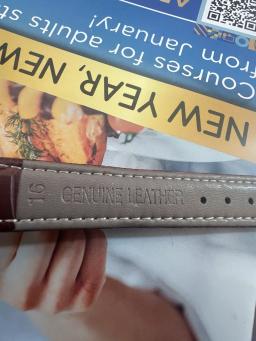 from January!
Courses for adults
NEW YEAR, NEW
16
GENUINE LEATHER